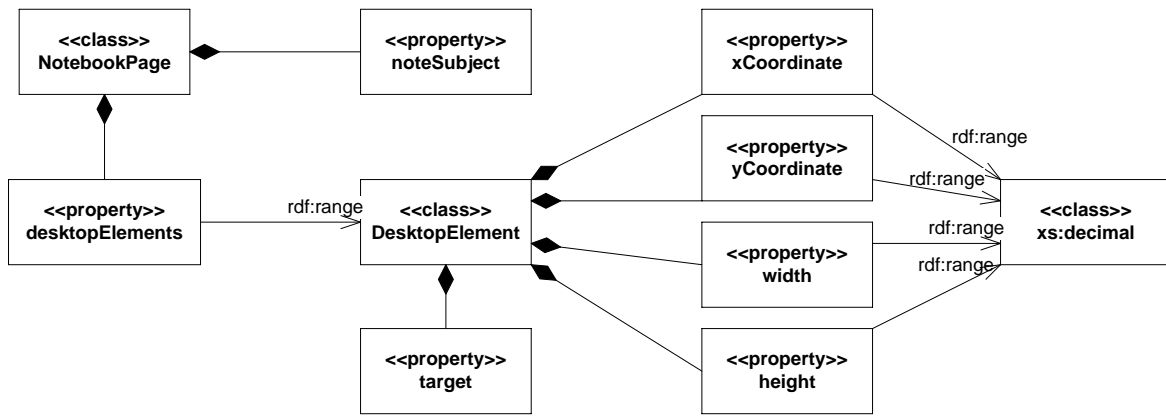 <<class>>
NotebookPage
<<property>>
noteSubject
<<property>>
xCoordinate
rdf:range
<<property>>
yCoordinate
rdf:range
<<property>>
desktopElements
rdf:range
<<class>>
DesktopElement
<<class>>
xs:decimal
rdf:range
<<property>>
width
rdf:range
<<property>>
target
<<property>>
height